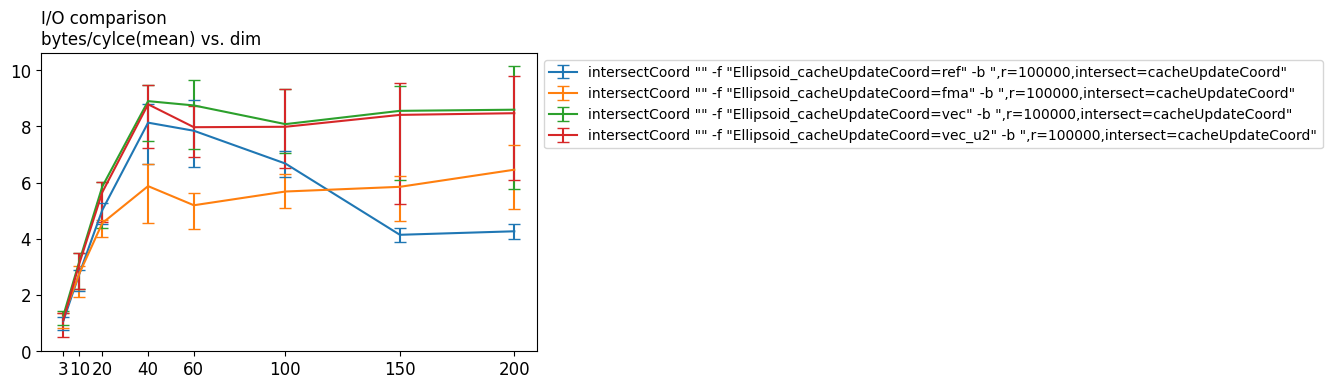 I/O comparison
bytes/cylce(mean) vs. dim
10
8
6
4
2
0
3 10 20 40 60 100 150 200
intersectCoord "" -f "Ellipsoid_cacheUpdateCoord=ref" -b ",r=100000,intersect=cacheUpdateCoord"
intersectCoord "" -f "Ellipsoid_cacheUpdateCoord=fma" -b ",r=100000,intersect=cacheUpdateCoord"
intersectCoord "" -f "Ellipsoid_cacheUpdateCoord=vec" -b ",r=100000,intersect=cacheUpdateCoord"
intersectCoord "" -f "Ellipsoid_cacheUpdateCoord=vec_u2" -b ",r=100000,intersect=cacheUpdateCoord"